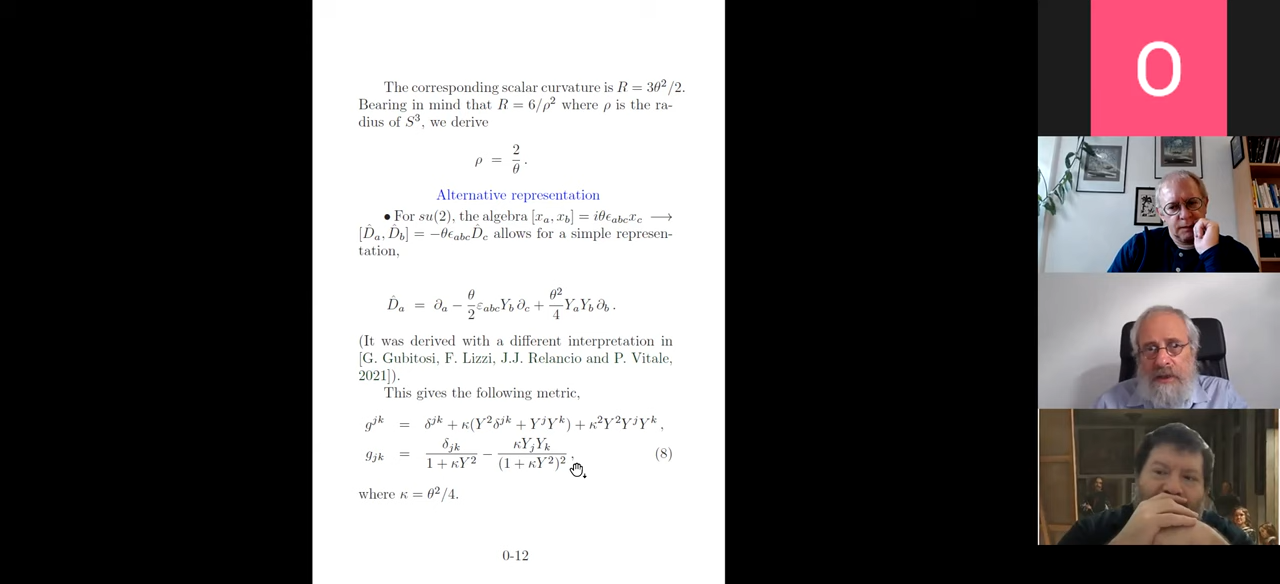 The corresponding scalar curvature is R = 3θ²/2.
Bearing in mind that R = 6/ρ² where ρ is the ra-
dius of S³, we derive
ρ = 2/θ .
Alternative representation
• For su(2), the algebra [x_a, x_b] = iθϵ_abc x_c ⟶
[D̂_a, D̂_b] = −θϵ_abc D̂_c allows for a simple represen-
tation,
D̂_a = ∂_a − θ/2 ε_abc Y_b ∂_c + θ²/4 Y_a Y_b ∂_b .
(It was derived with a different interpretation in
[G. Gubitosi, F. Lizzi, J.J. Relancio and P. Vitale,
2021]).
This gives the following metric,
g^jk = δ^jk + κ(Y²δ^jk + Y^j Y^k) + κ²Y²Y^j Y^k ,
g_jk = δ_jk/(1 + κY²) − κY_j Y_k/(1 + κY²)² , (8)
where κ = θ²/4.
0-12
O